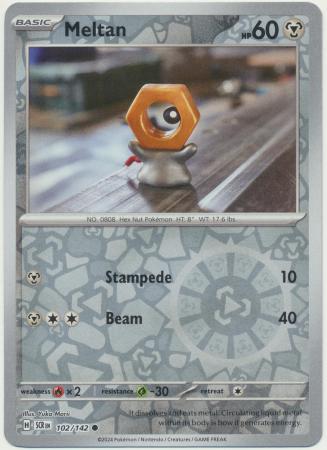 BASIC
Meltan
HP 60
NO. 0808 Hex Nut Pokémon HT: 8" WT: 17.6 lbs.
Stampede 10
Beam 40
weakness ×2 resistance -30 retreat
Illus. Yuka Morii
H SCR EN 102/142
It dissolves and eats metal. Circulating liquid metal
within its body is how it generates energy.
©2024 Pokémon / Nintendo / Creatures / GAME FREAK